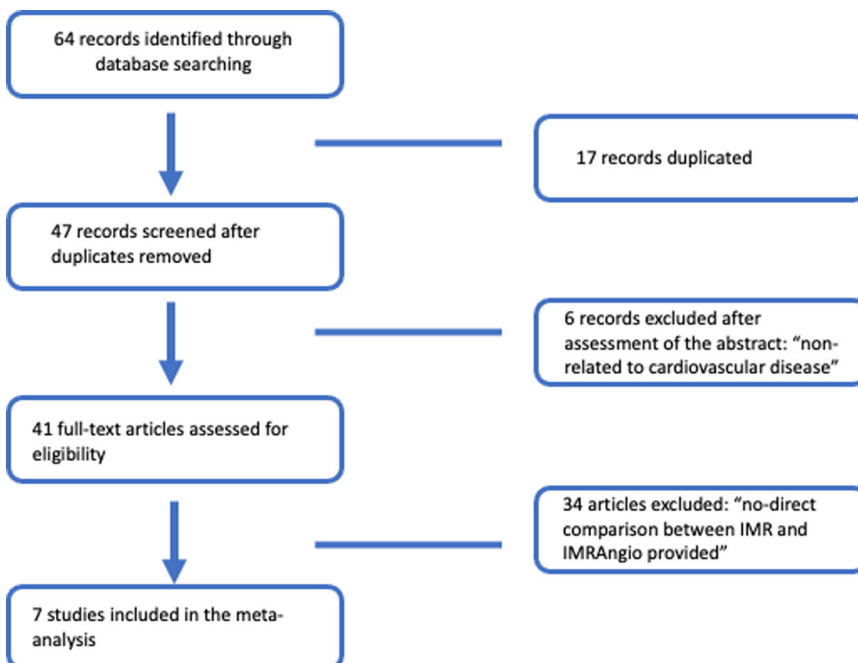 64 records identified through
database searching
17 records duplicated
47 records screened after
duplicates removed
6 records excluded after
assessment of the abstract: “non-
related to cardiovascular disease”
41 full-text articles assessed for
eligibility
34 articles excluded: “no-direct
comparison between IMR and
IMRAngio provided”
7 studies included in the meta-
analysis